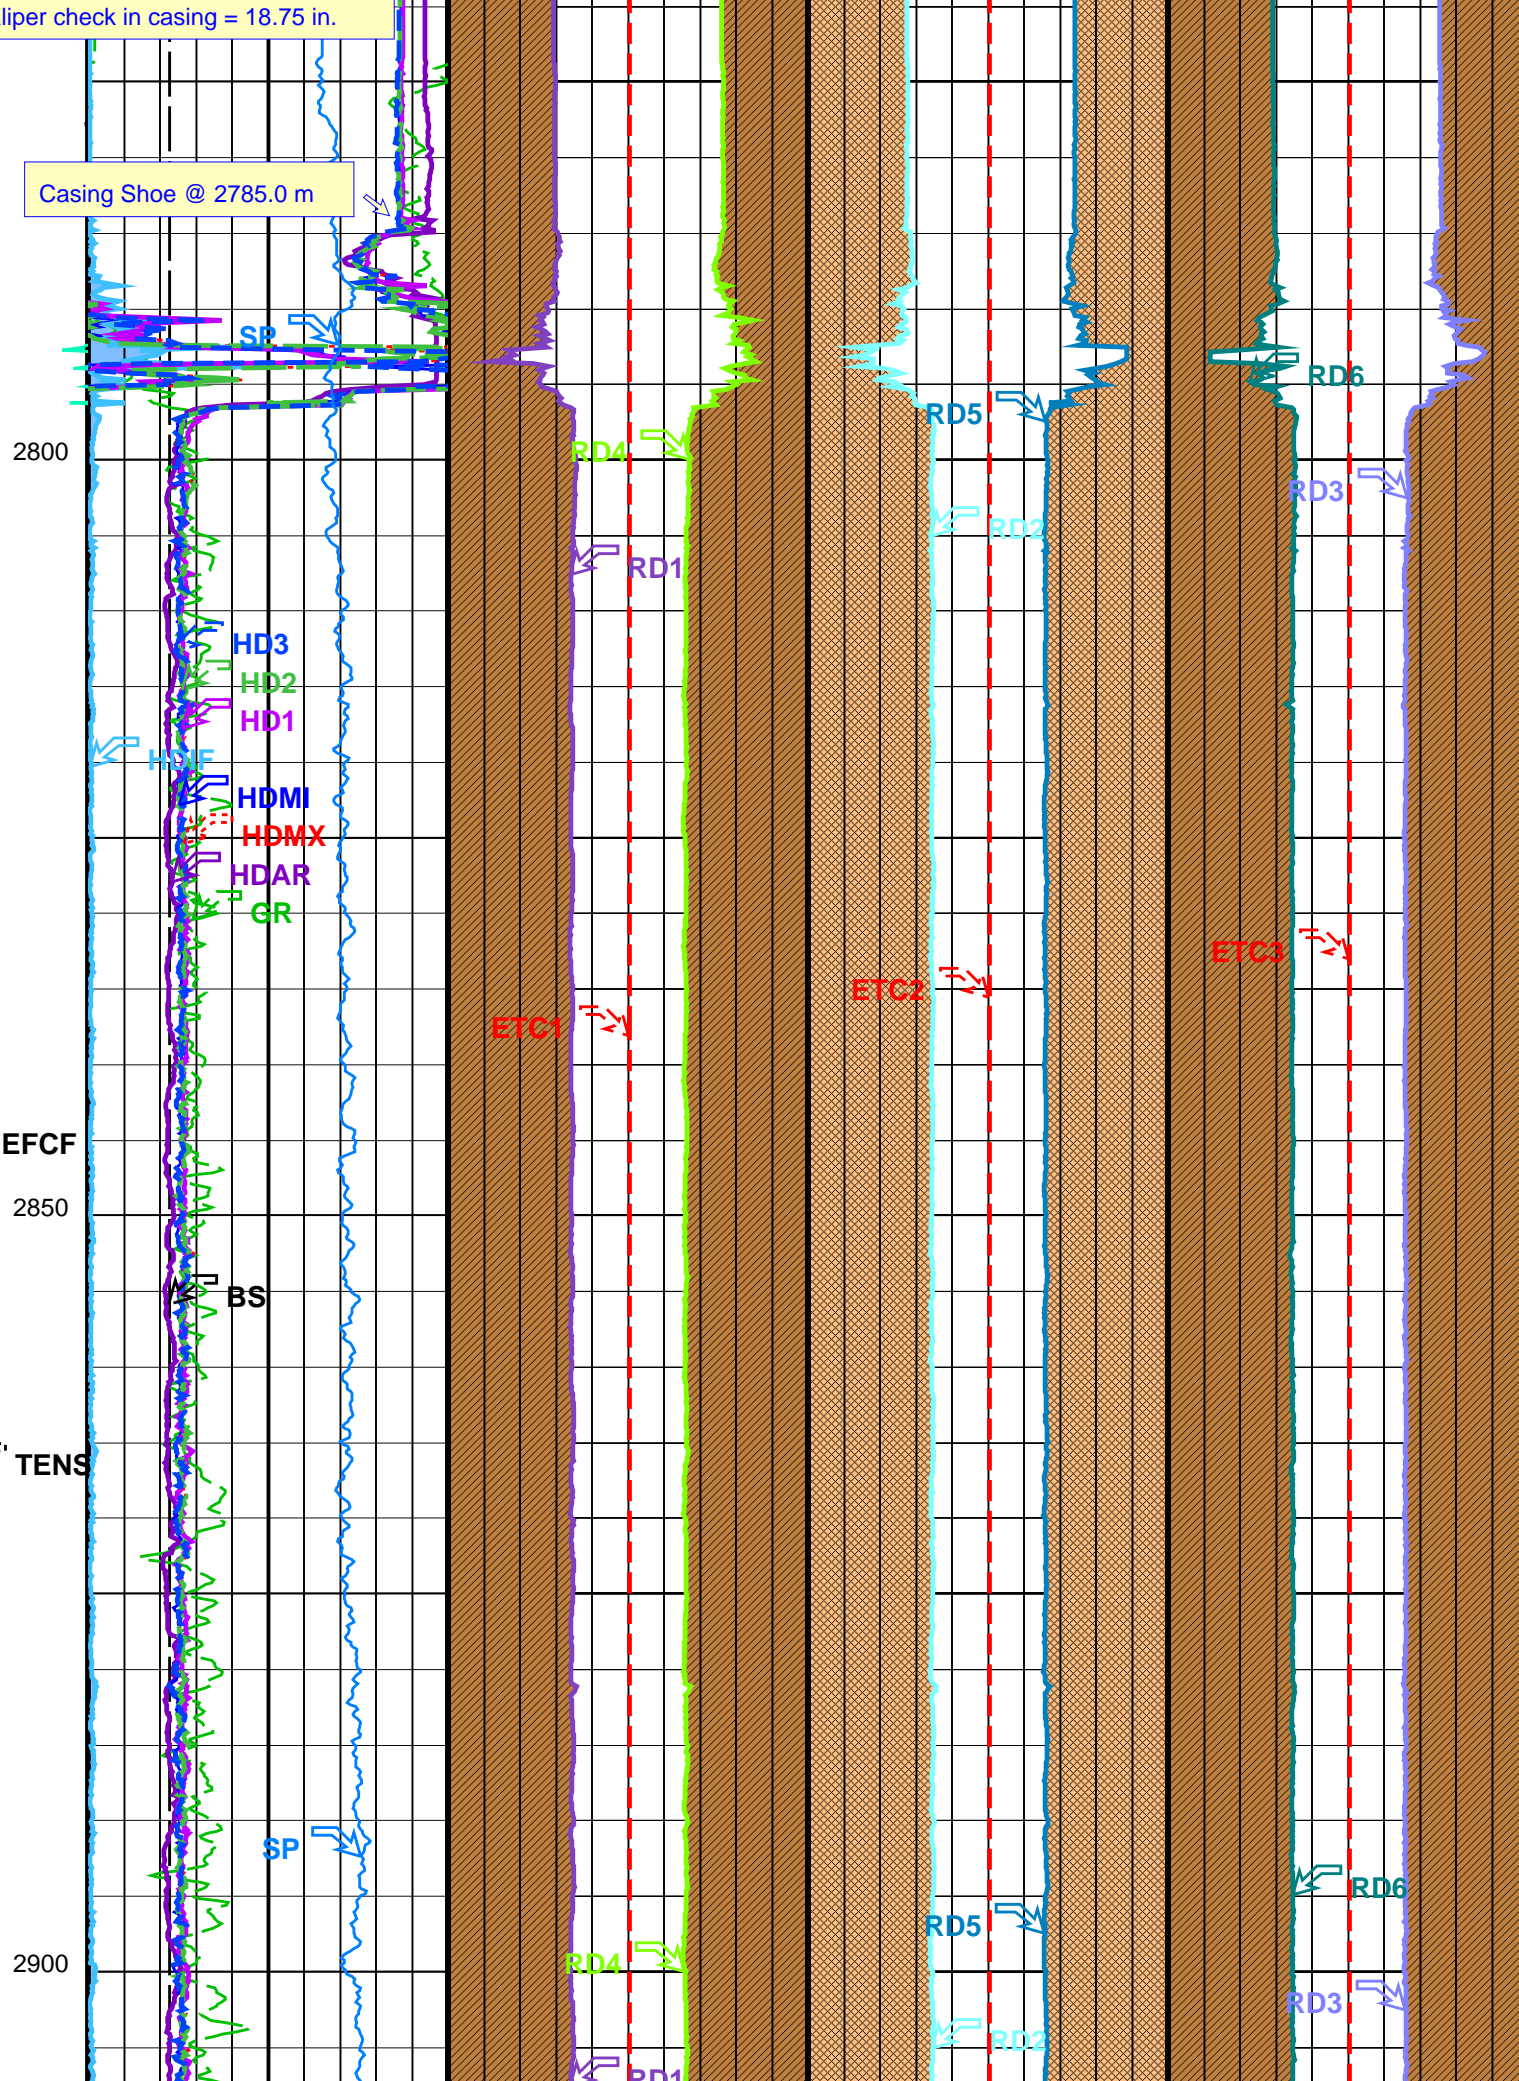 liper check in casing = 18.75 in.
Casing Shoe @ 2785.0 m
SP
RD6
RD5
2800
RD4
RD3
RD2
RD1
HD3
HD2
HD1
HDIF
HDMI
HDMX
HDAR
GR
ETC3
ETC2
ETC1
EFCF
2850
BS
TENS
SP
RD6
RD5
2900
RD4
RD3
RD2
RD1